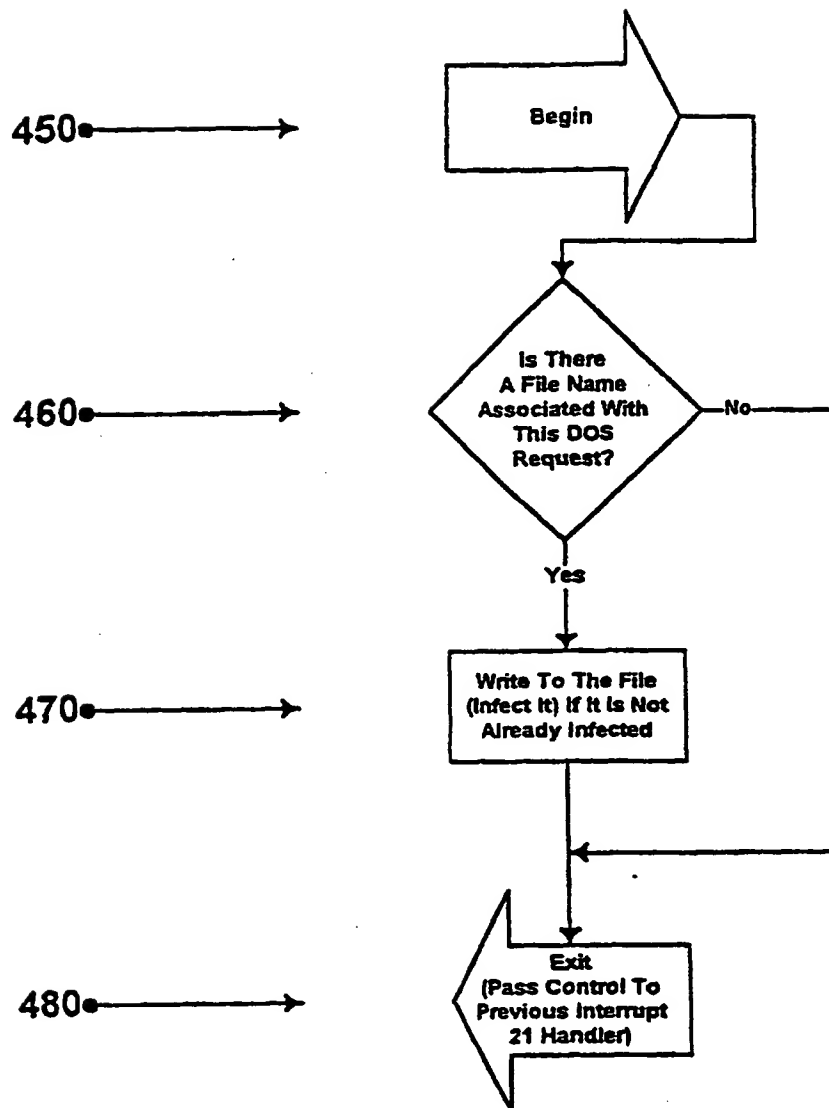 450
Begin
460
Is There
A File Name
Associated With
This DOS
Request?
No
Yes
470
Write To The File
(Infect It) If It Is Not
Already Infected
480
Exit
(Pass Control To
Previous Interrupt
21 Handler)